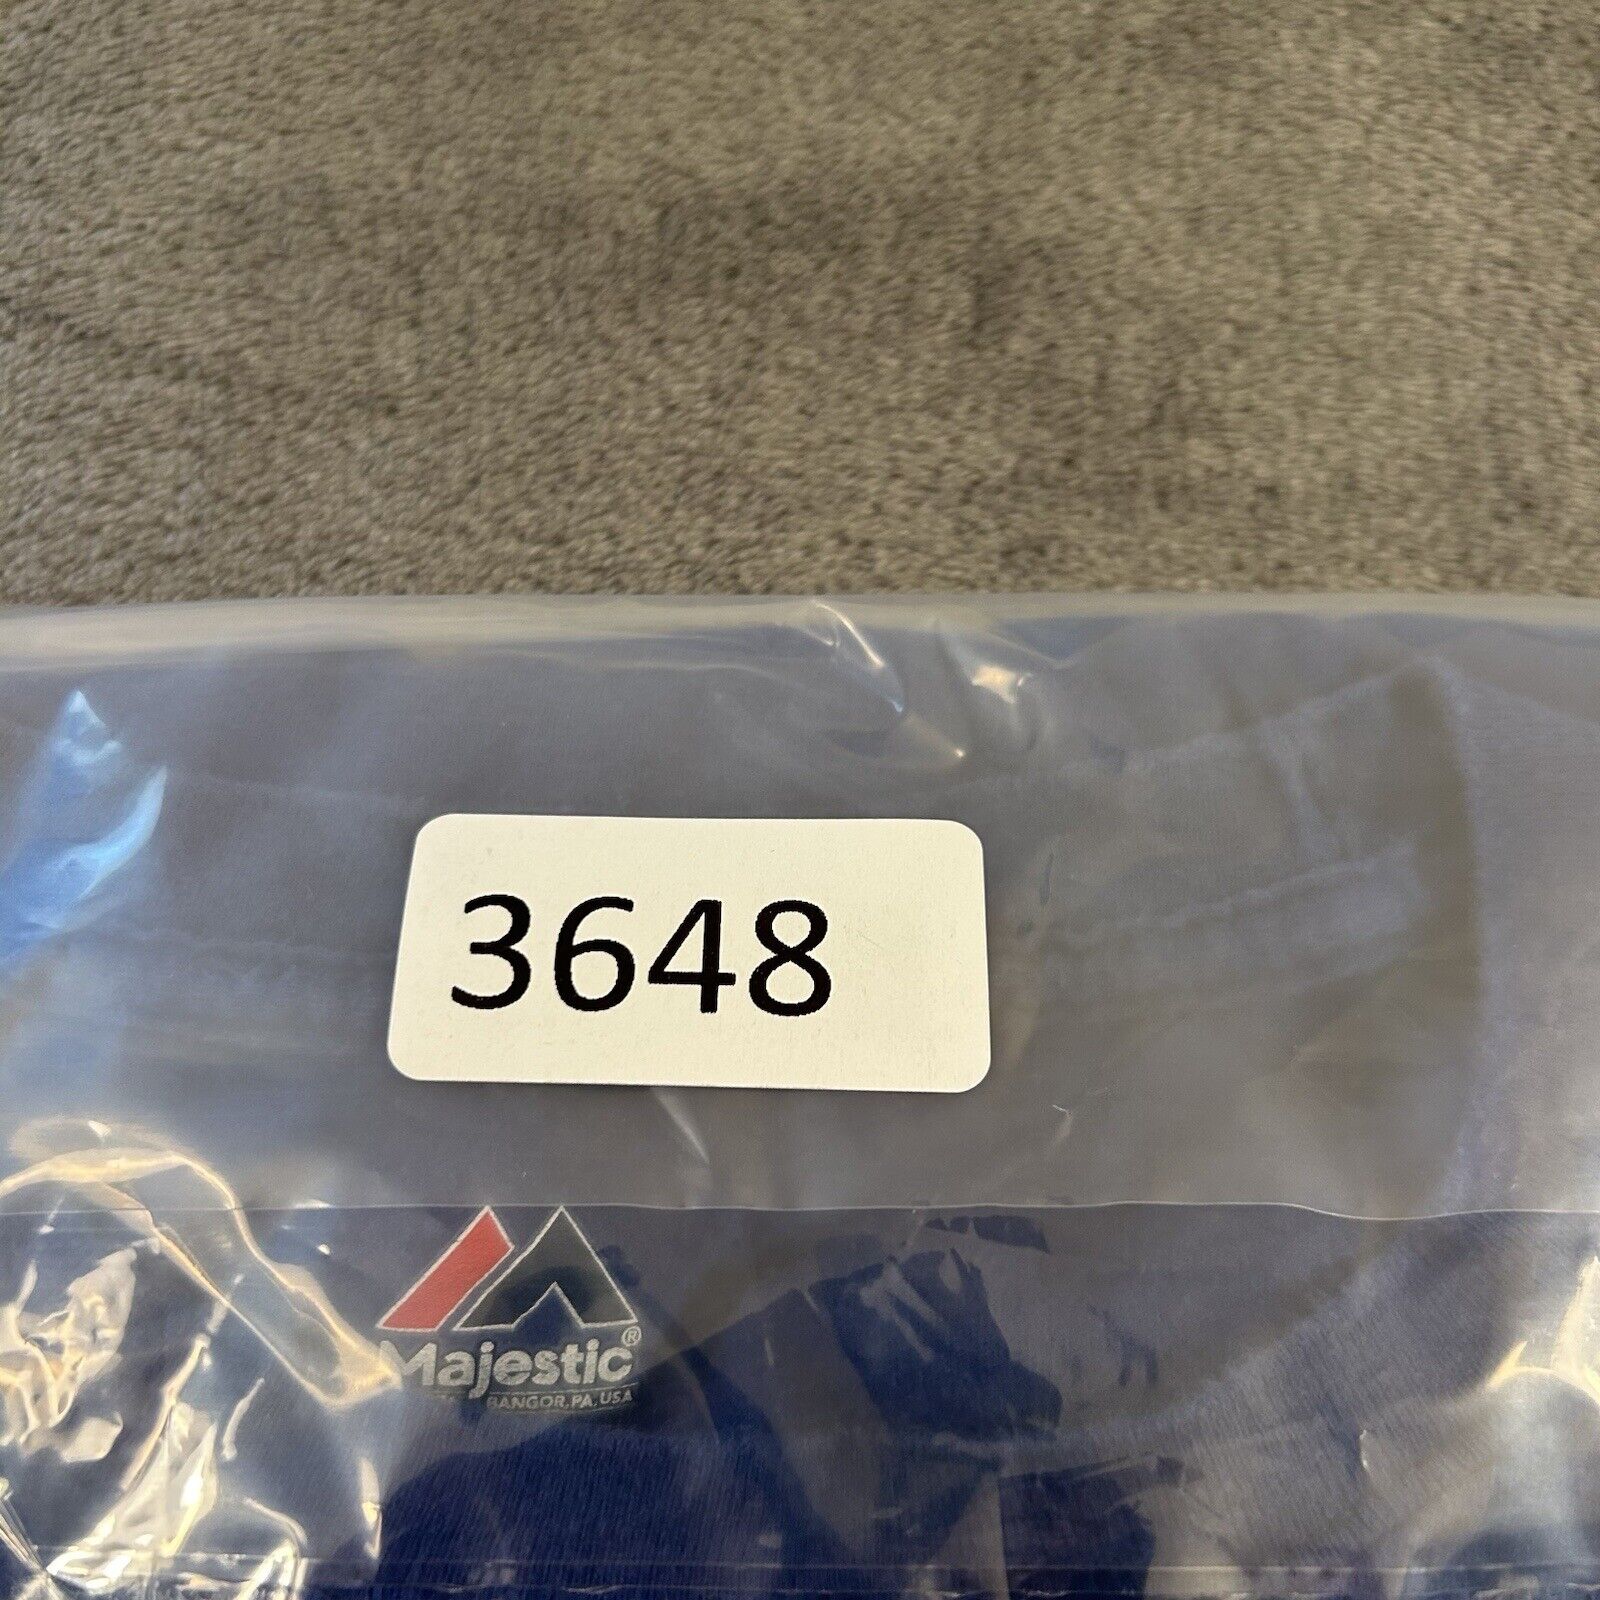 3648
Majestic®
BANGOR, PA, USA